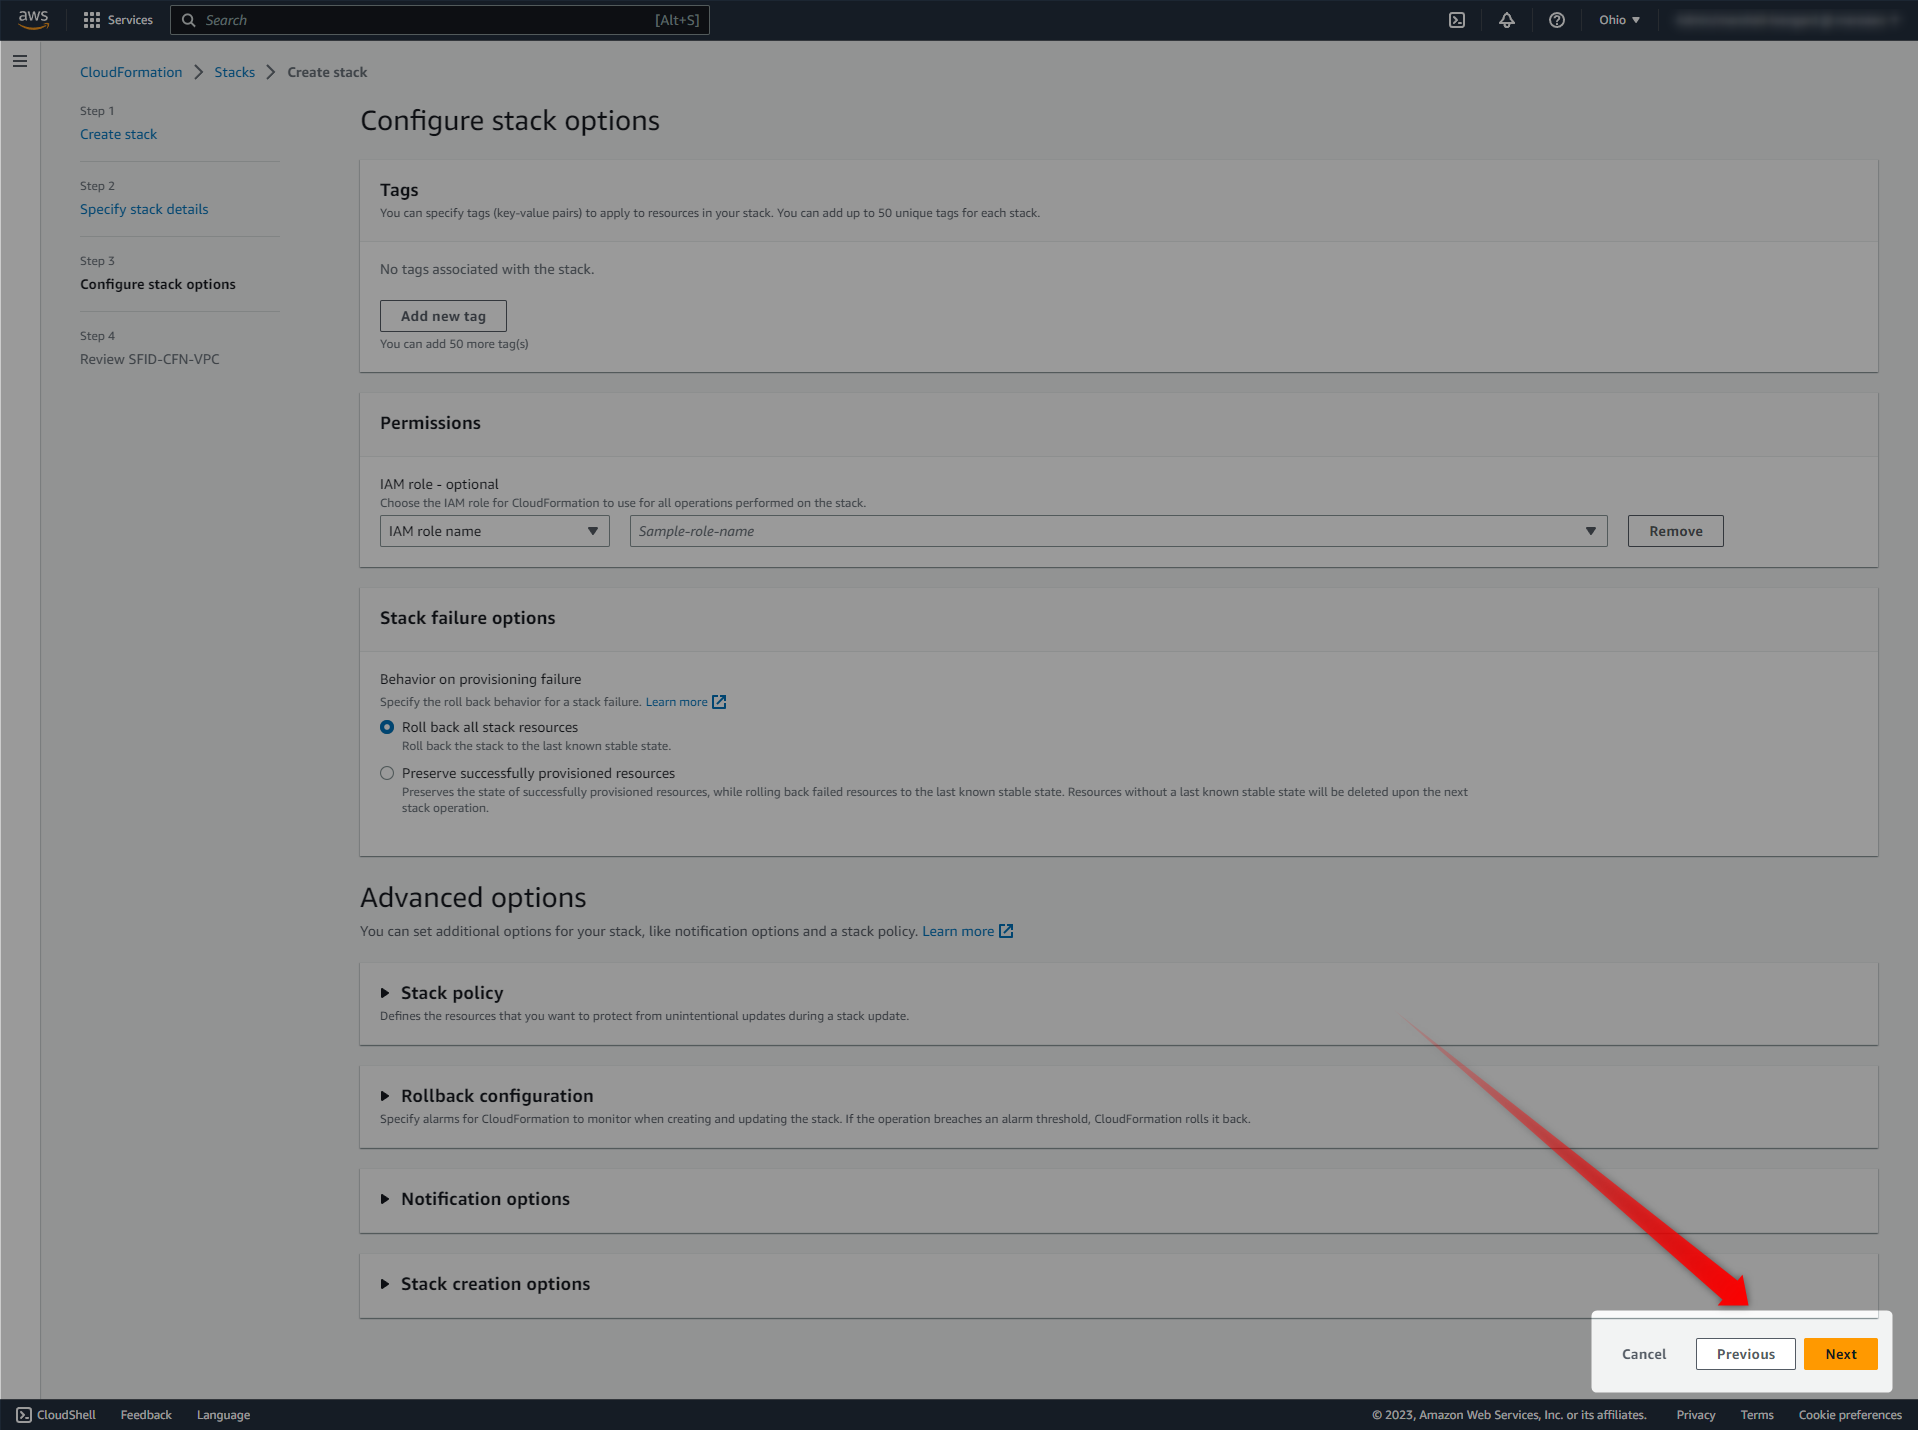 aws
Services
Search
[Alt+S]
Ohio
CloudFormation
Stacks
Create stack
Step 1
Create stack
Step 2
Specify stack details
Step 3
Configure stack options
Step 4
Review SFID-CFN-VPC
Configure stack options
Tags
You can specify tags (key-value pairs) to apply to resources in your stack. You can add up to 50 unique tags for each stack.
No tags associated with the stack.
Add new tag
You can add 50 more tag(s)
Permissions
IAM role - optional
Choose the IAM role for CloudFormation to use for all operations performed on the stack.
IAM role name
Sample-role-name
Remove
Stack failure options
Behavior on provisioning failure
Specify the roll back behavior for a stack failure. Learn more
Roll back all stack resources
Roll back the stack to the last known stable state.
Preserve successfully provisioned resources
Preserves the state of successfully provisioned resources, while rolling back failed resources to the last known stable state. Resources without a last known stable state will be deleted upon the next
stack operation.
Advanced options
You can set additional options for your stack, like notification options and a stack policy. Learn more
Stack policy
Defines the resources that you want to protect from unintentional updates during a stack update.
Rollback configuration
Specify alarms for CloudFormation to monitor when creating and updating the stack. If the operation breaches an alarm threshold, CloudFormation rolls it back.
Notification options
Stack creation options
Cancel
Previous
Next
CloudShell
Feedback
Language
© 2023, Amazon Web Services, Inc. or its affiliates.
Privacy
Terms
Cookie preferences